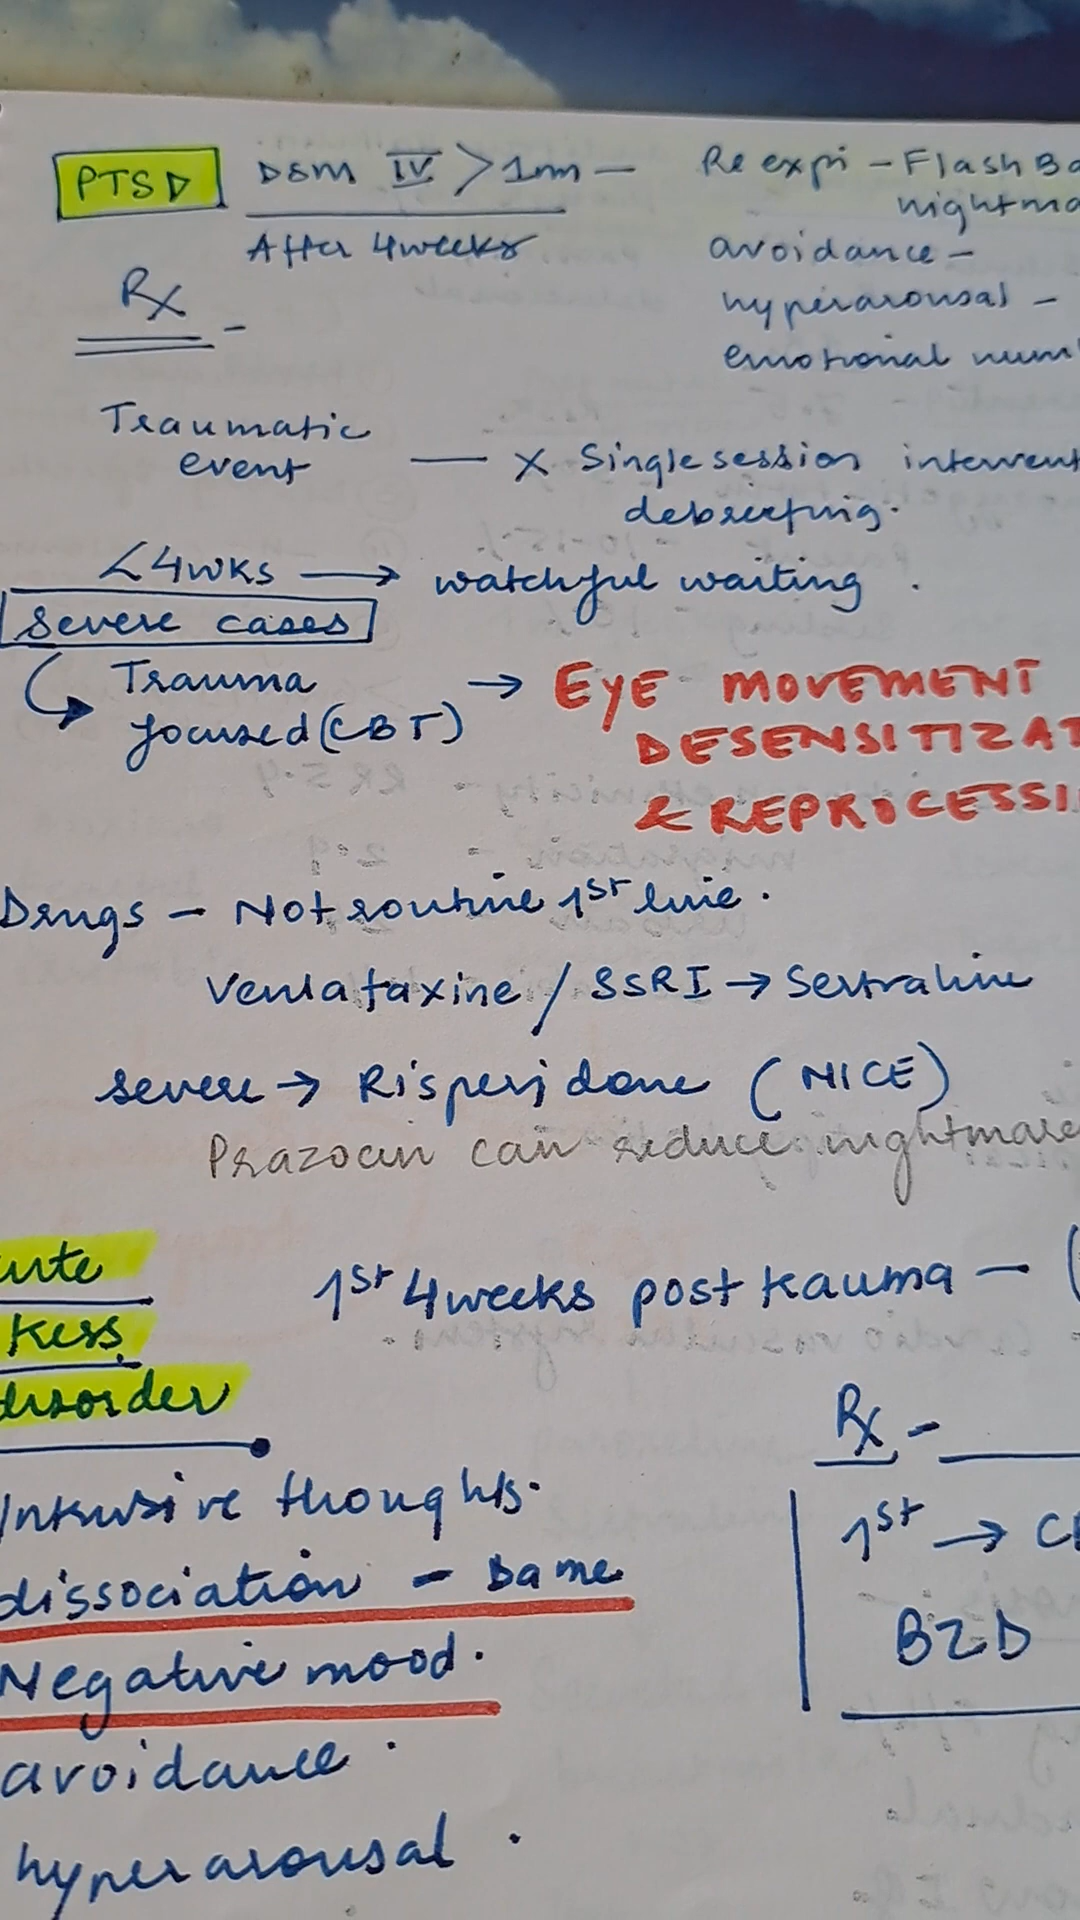 PTSD DSM IV >1m - Re expi - Flash Ba
nightma
After 4weeks avoidance -
Rx - hyperarousal -
emotional num
Traumatic
event — x Single session intervent
debriefing.
<4wks → watchful waiting .
severe cases
Trauma → EYE MOVEMENT
focused (CBT) DESENSITIZAT
& REPROCESSI
Drugs - Not routine 1st line .
Venlafaxine / SSRI → Sertraline
severe → Risperidone (NICE)
Prazocin can reduce nightmare
ute 1st 4weeks post trauma - (
ress
disorder
Rx -
Intrusive thoughts. 1st → CB
dissociation - Same
BZD
Negative mood.
avoidance .
hyperarousal .